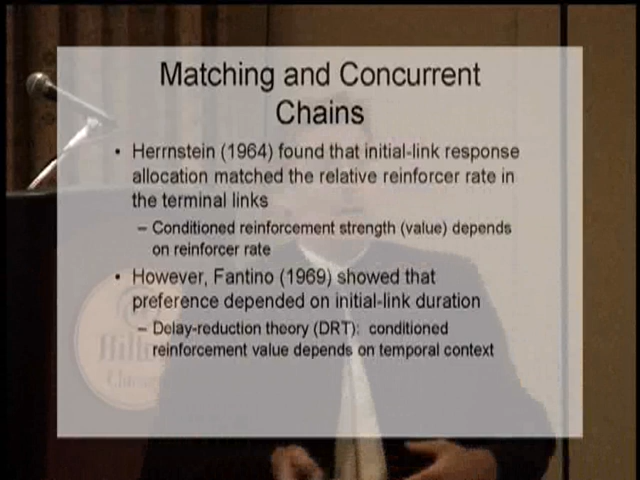 Matching and Concurrent
Chains
• Herrnstein (1964) found that initial-link response
allocation matched the relative reinforcer rate in
the terminal links
– Conditioned reinforcement strength (value) depends
on reinforcer rate
• However, Fantino (1969) showed that
preference depended on initial-link duration
– Delay-reduction theory (DRT): conditioned
reinforcement value depends on temporal context